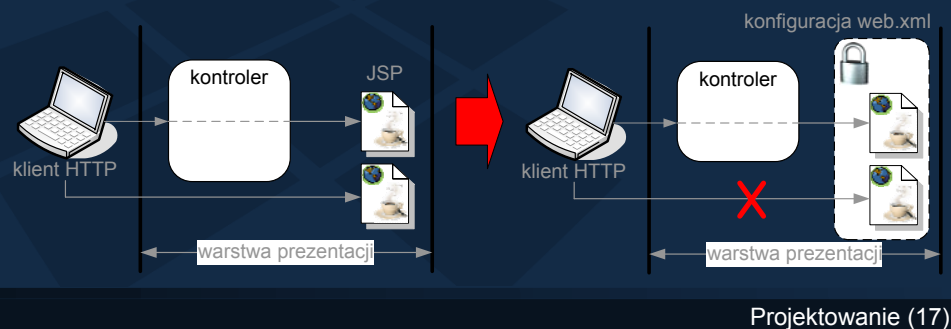 konfiguracja web.xml
kontroler
JSP
klient HTTP
warstwa prezentacji
kontroler
klient HTTP
warstwa prezentacji
Projektowanie (17)